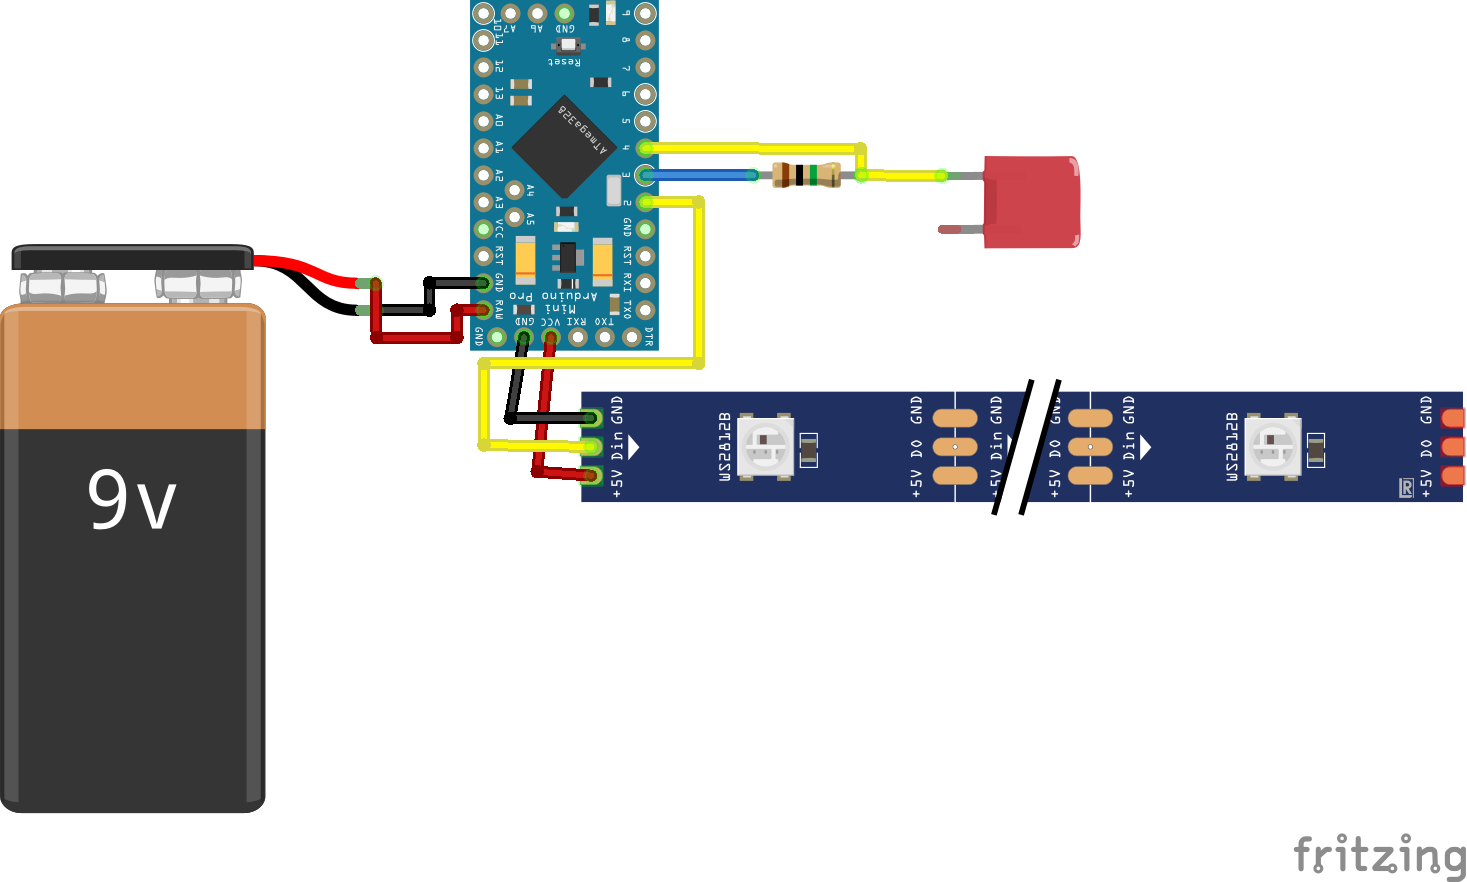 10
A7
A6
GND
9
11
8
12
Reset
7
13
6
A0
ATmega328
5
A1
4
A2
3
A3
A4
2
VCC
A5
GND
RST
RST
GND
RXI
RAW
Arduino Pro
Mini
TXO
GND
GND
VCC
RXI
TXO
DTR
9v
GND
Din
+5V
WS2812B
GND
DO
+5V
GND
Din
+5V
GND
DO
+5V
GND
Din
+5V
WS2812B
GND
DO
+5V
R
fritzing